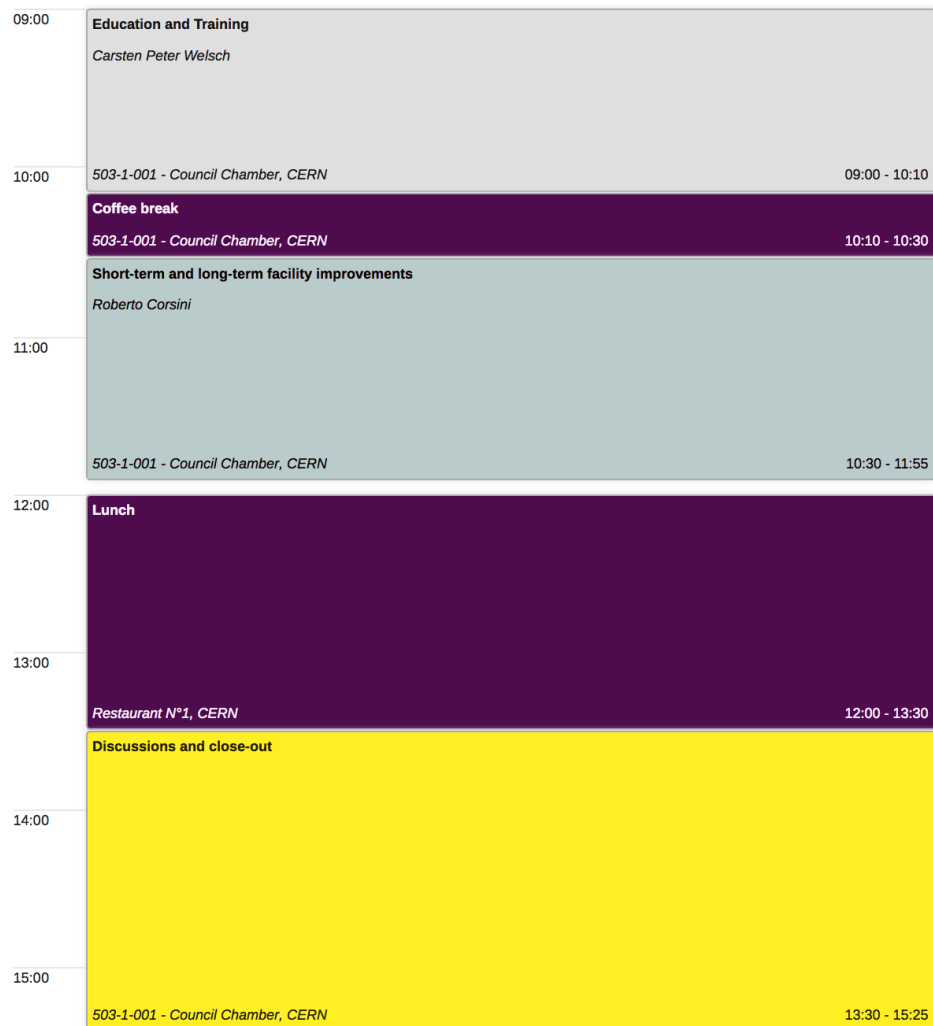 09:00
Education and Training
Carsten Peter Welsch
10:00
503-1-001 - Council Chamber, CERN 09:00 - 10:10
Coffee break
503-1-001 - Council Chamber, CERN 10:10 - 10:30
Short-term and long-term facility improvements
Roberto Corsini
11:00
503-1-001 - Council Chamber, CERN 10:30 - 11:55
12:00
Lunch
13:00
Restaurant N°1, CERN 12:00 - 13:30
Discussions and close-out
14:00
15:00
503-1-001 - Council Chamber, CERN 13:30 - 15:25